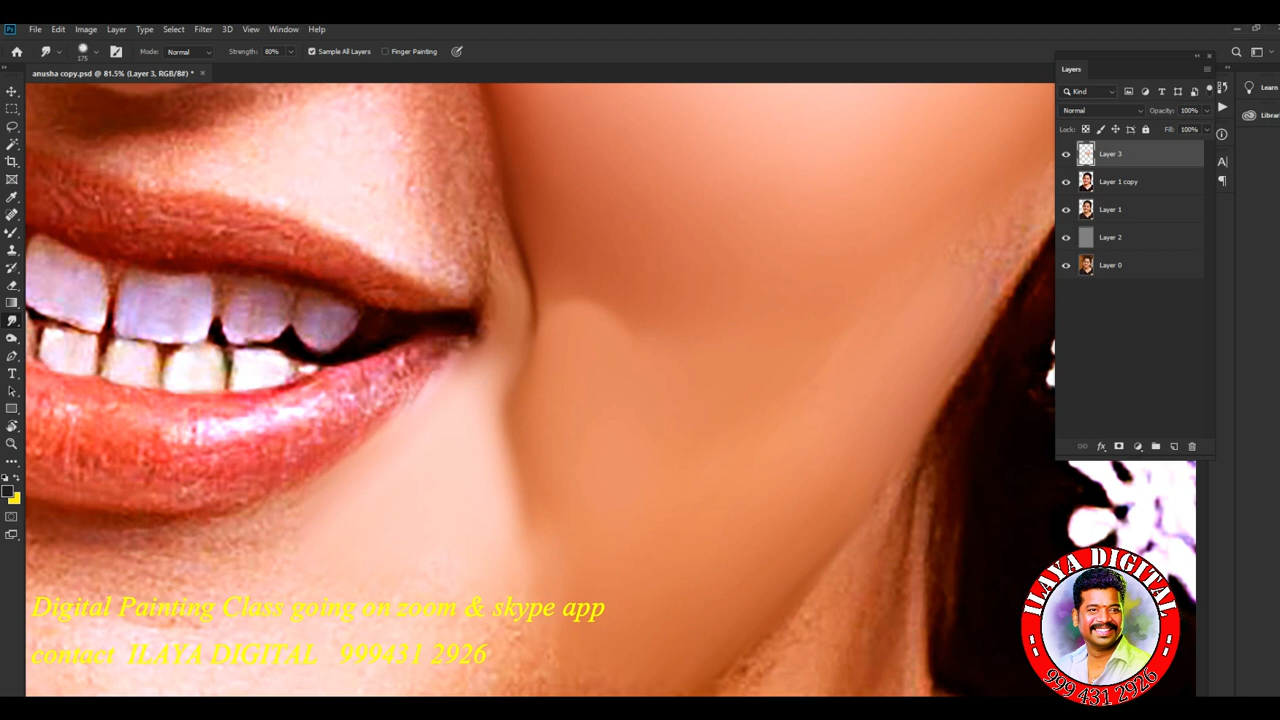 File Edit Image Layer Type Select Filter 3D View Window Help
175 Mode: Normal Strength: 80% Sample All Layers Finger Painting
anusha copy.psd @ 81.5% (Layer 3, RGB/8#) *
Layers
Learn
Kind
Librar
Normal Opacity: 100%
Lock: Fill: 100%
Layer 3
Layer 1 copy
Layer 1
Layer 2
Layer 0
Digital Painting Class going on zoom & skype app
contact ILAYA DIGITAL 999431 2926
ILAYA DIGITAL
999 431 2926